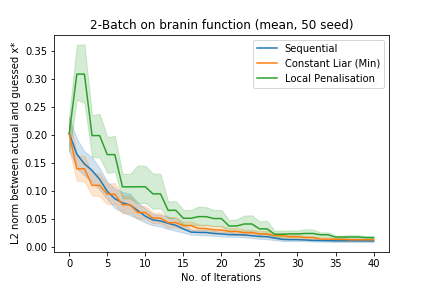 2-Batch on branin function (mean, 50 seed)
L2 norm between actual and guessed x*
0.35
0.30
0.25
0.20
0.15
0.10
0.05
0.00
Sequential
Constant Liar (Min)
Local Penalisation
0 5 10 15 20 25 30 35 40
No. of Iterations